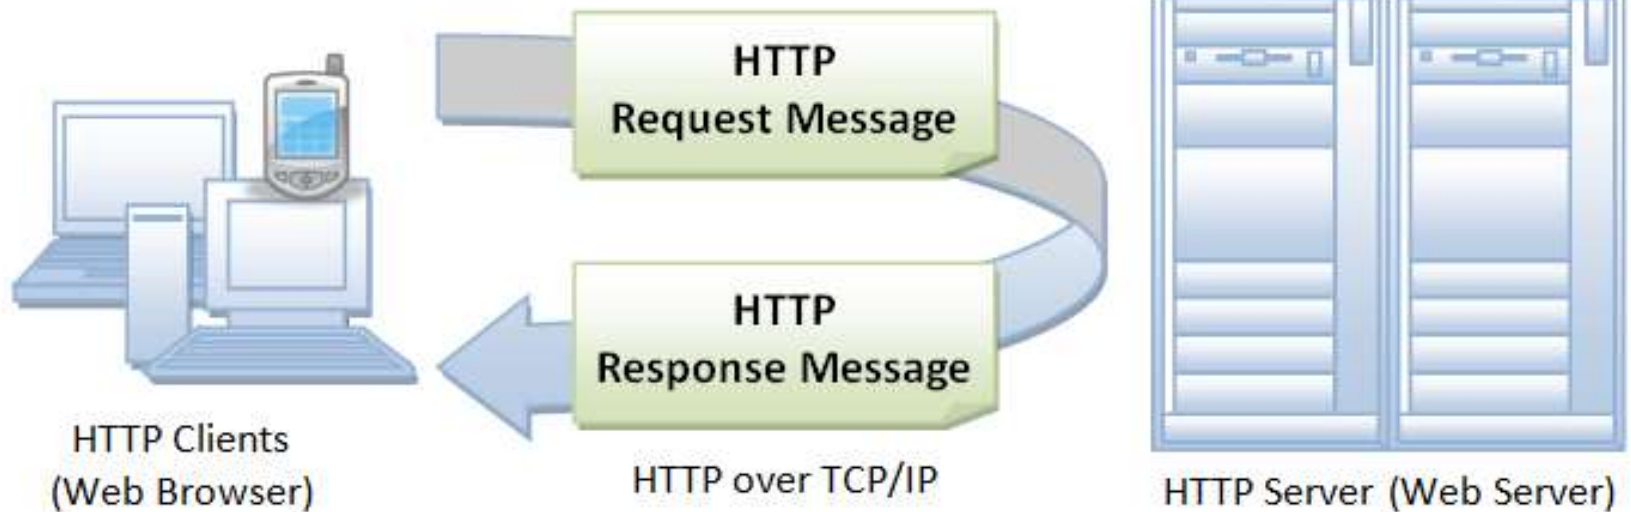 HTTP
Request Message
HTTP
Response Message
HTTP Clients
(Web Browser)
HTTP over TCP/IP
HTTP Server (Web Server)